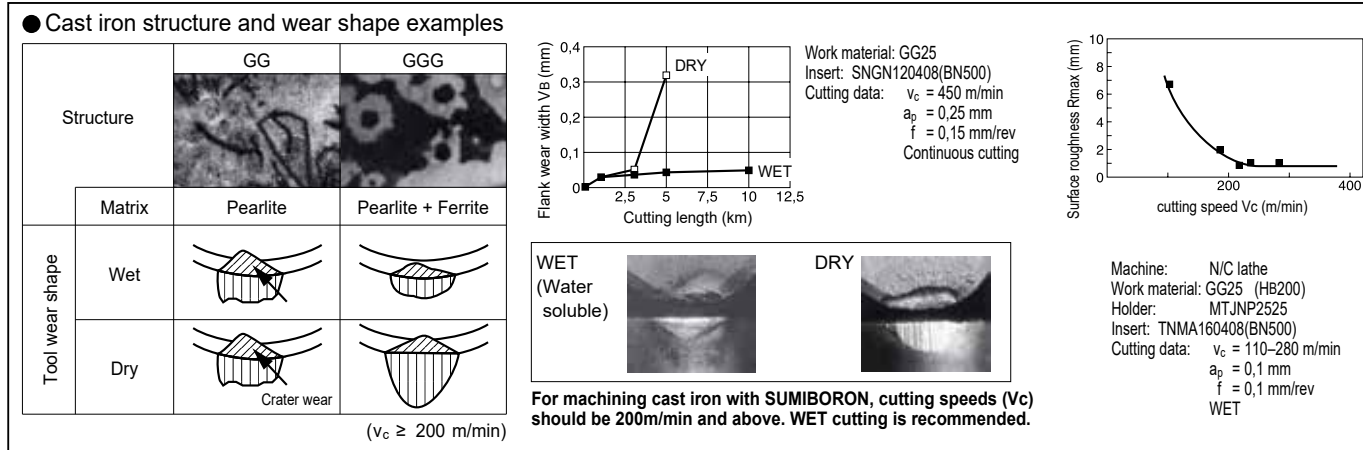 ● Cast iron structure and wear shape examples
GG GGG
Structure
Matrix Pearlite Pearlite + Ferrite
Tool wear shape
Wet
Dry
Crater wear
(vc ≥ 200 m/min)
Flank wear width VB (mm)
0,4
0,3
0,2
0,1
0
0 2,5 5 7,5 10 12,5
Cutting length (km)
DRY
WET
Work material: GG25
Insert: SNGN120408(BN500)
Cutting data: vc = 450 m/min
ap = 0,25 mm
f = 0,15 mm/rev
Continuous cutting
WET
(Water
soluble)
DRY
For machining cast iron with SUMIBORON, cutting speeds (Vc)
should be 200m/min and above. WET cutting is recommended.
Surface roughness Rmax (mm)
10
8
6
4
2
0
200 400
cutting speed Vc (m/min)
Machine: N/C lathe
Work material: GG25 (HB200)
Holder: MTJNP2525
Insert: TNMA160408(BN500)
Cutting data: vc = 110–280 m/min
ap = 0,1 mm
f = 0,1 mm/rev
WET